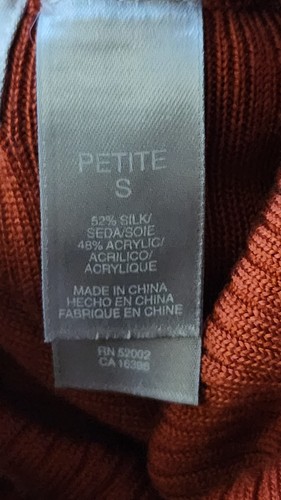 PETITE
S
52% SILK/
SEDA/SOIE
48% ACRYLIC/
ACRILICO/
ACRYLIQUE
MADE IN CHINA
HECHO EN CHINA
FABRIQUE EN CHINE
RN 52002
CA 16398